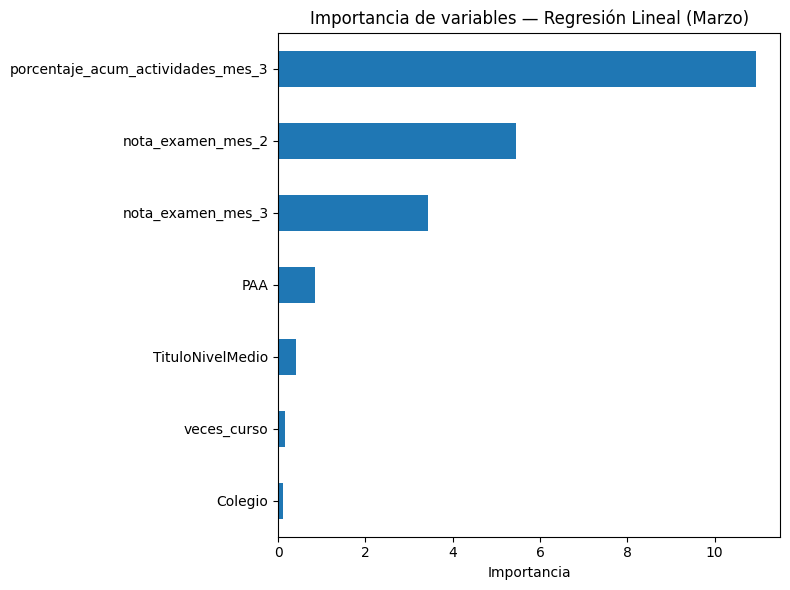 Importancia de variables — Regresión Lineal (Marzo)
porcentaje_acum_actividades_mes_3
nota_examen_mes_2
nota_examen_mes_3
PAA
TituloNivelMedio
veces_curso
Colegio
0 2 4 6 8 10
Importancia